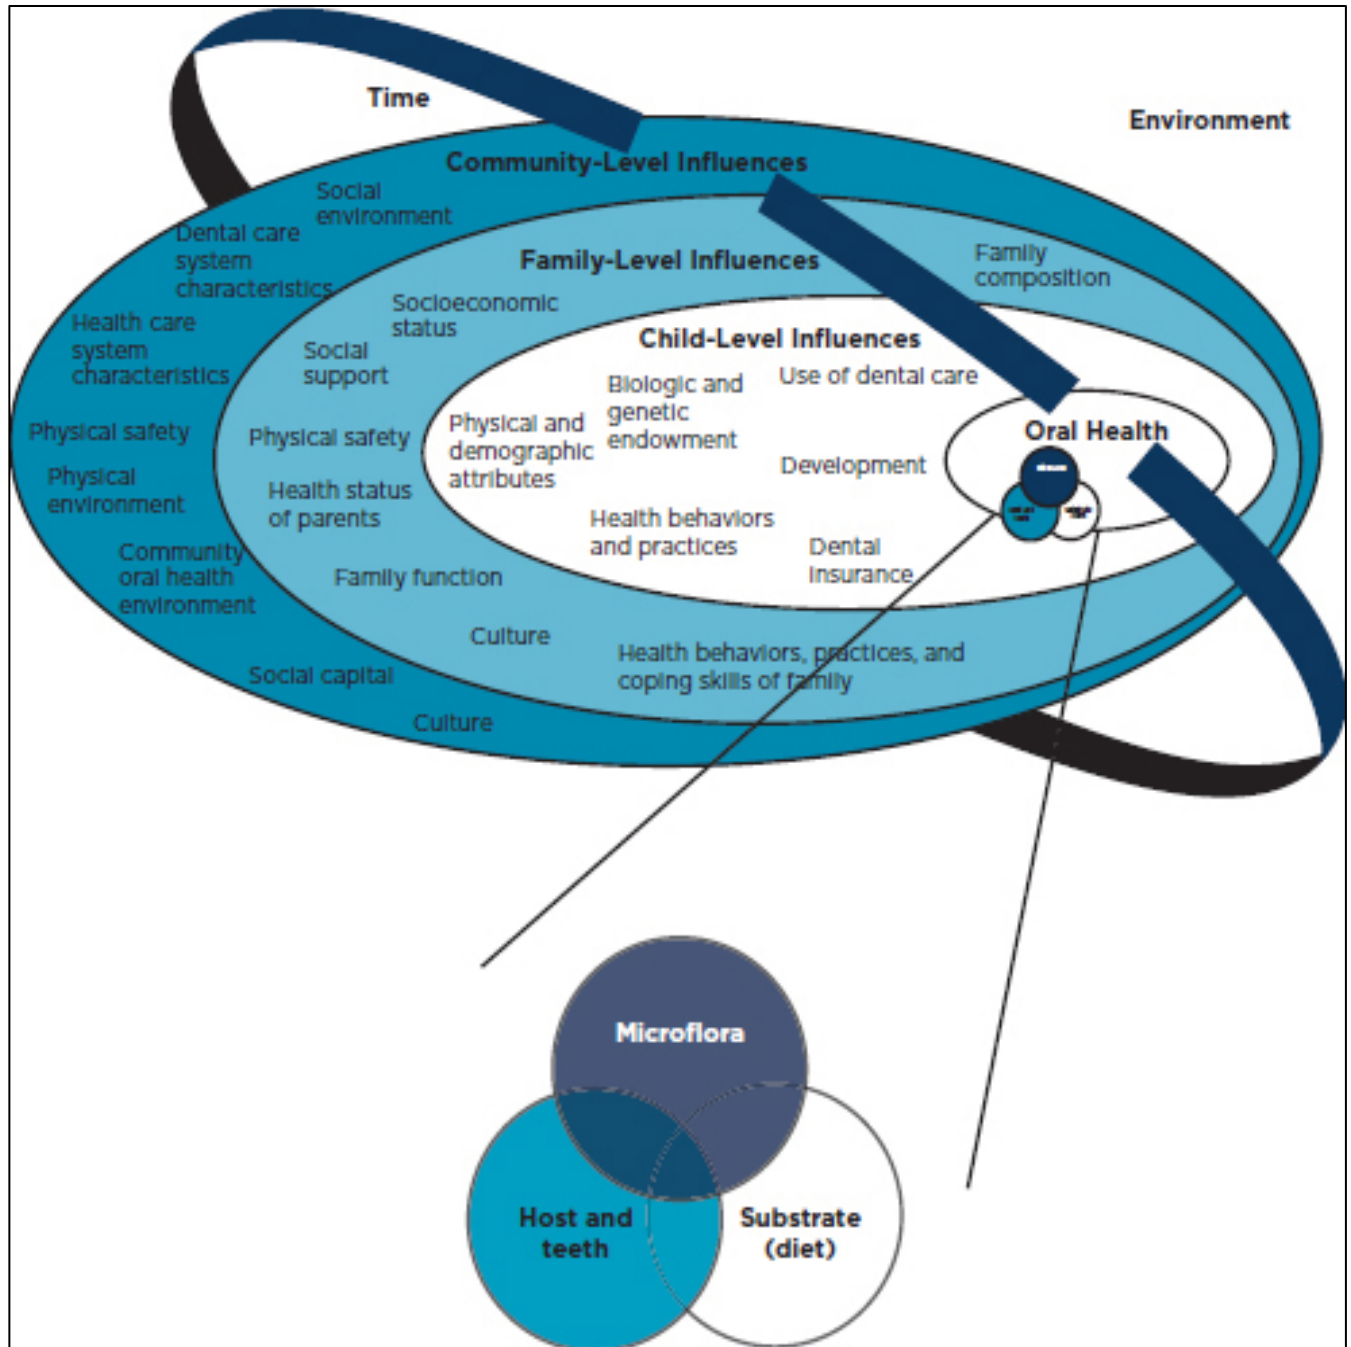 Time
Environment
Community-Level Influences
Social
environment
Dental care
system
characteristics
Health care
system
characteristics
Physical safety
Physical
environment
Community
oral health
environment
Social capital
Culture
Family-Level Influences
Family
composition
Socioeconomic
status
Social
support
Physical safety
Health status
of parents
Family function
Culture
Health behaviors, practices, and
coping skills of family
Child-Level Influences
Use of dental care
Biologic and
genetic
endowment
Physical and
demographic
attributes
Development
Health behaviors
and practices
Dental
insurance
Oral Health
Microflora
Host and
teeth
Substrate
(diet)